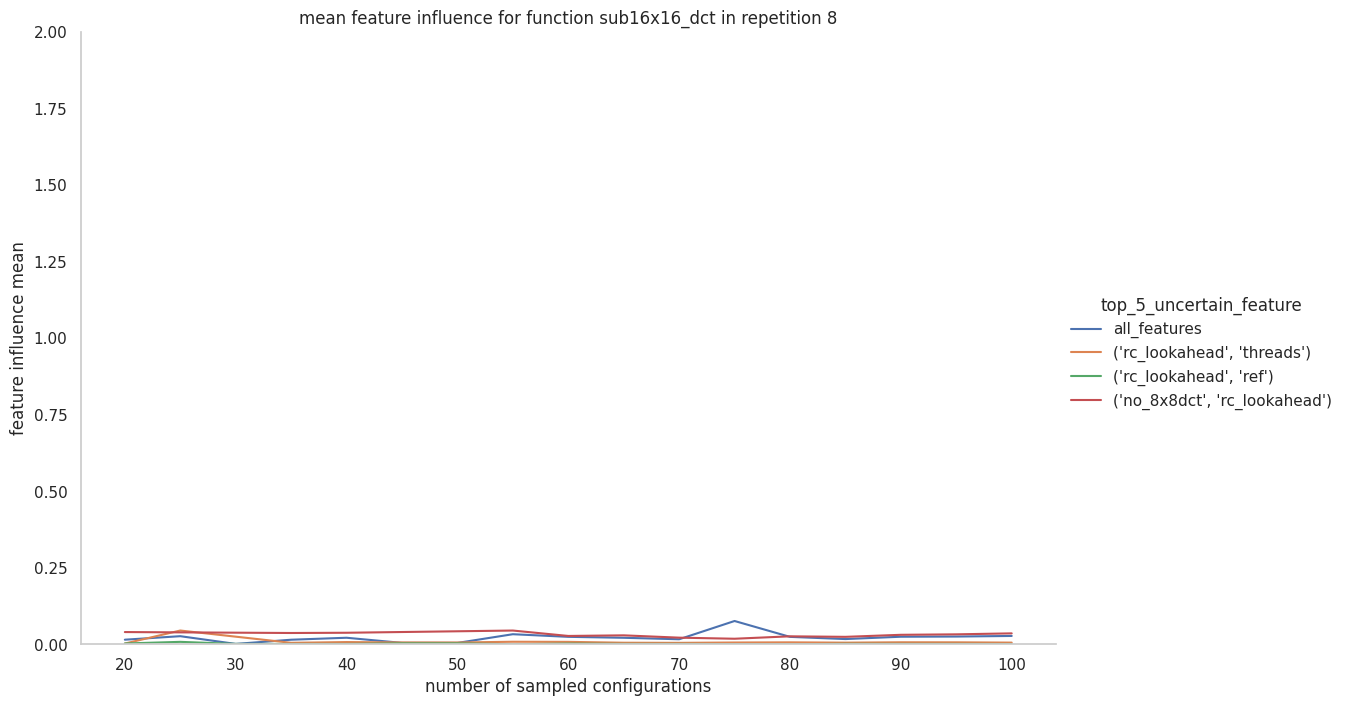 mean feature influence for function sub16x16_dct in repetition 8
2.00
1.75
1.50
1.25
1.00
0.75
0.50
0.25
0.00
feature influence mean
20 30 40 50 60 70 80 90 100
number of sampled configurations
top_5_uncertain_feature
all_features
('rc_lookahead', 'threads')
('rc_lookahead', 'ref')
('no_8x8dct', 'rc_lookahead')